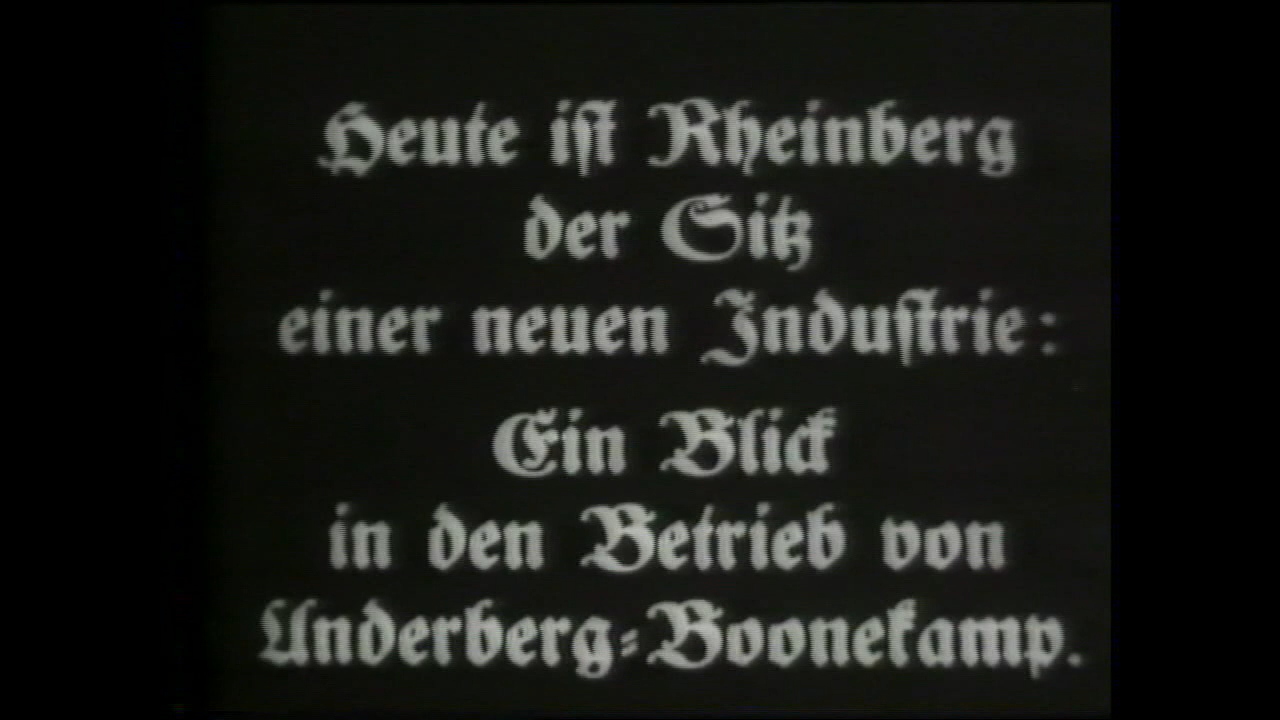 Heute ist Rheinberg
der Sitz
einer neuen Industrie:
Ein Blick
in den Betrieb von
Underberg-Boonekamp.